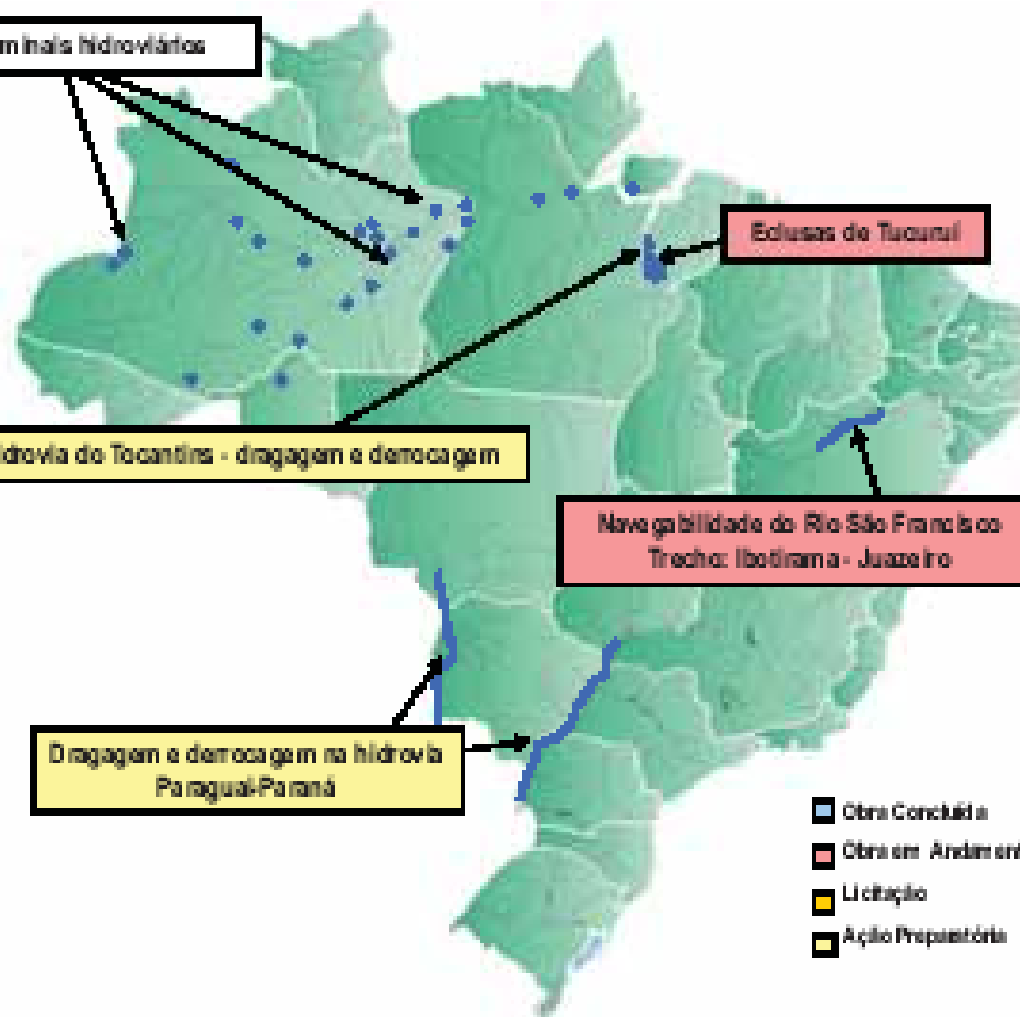 minais hidroviários
Eclusas de Tucuruí
idrovia do Tocantins - dragagem e derrocagem
Navegabilidade do Rio São Francisco
Trecho: Ibotirama - Juazeiro
Dragagem e derrocagem na hidrovia
Paraguai-Paraná
Obra Concluída
Obra em Andament
Licitação
Ação Preparatória